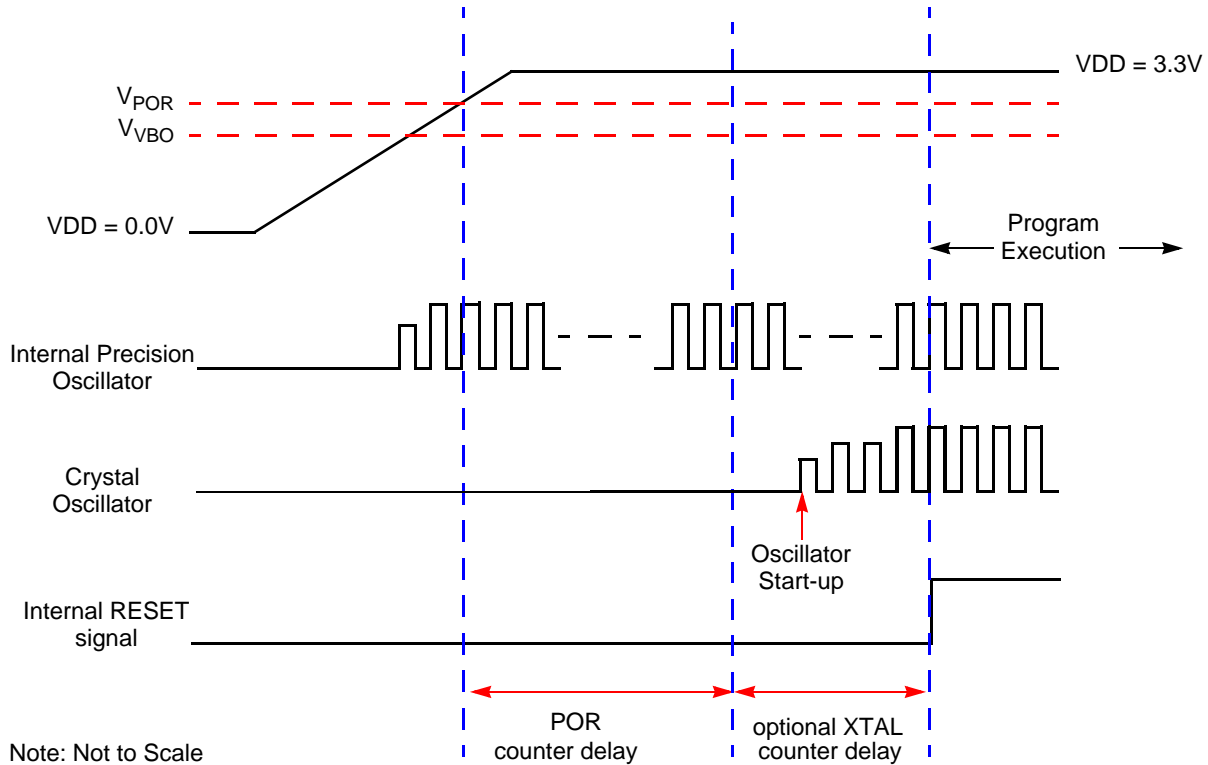 VDD = 3.3V
VPOR
VVBO
VDD = 0.0V
Program
Execution
Internal Precision
Oscillator
Crystal
Oscillator
Oscillator
Start-up
Internal RESET
signal
POR
counter delay
optional XTAL
counter delay
Note: Not to Scale